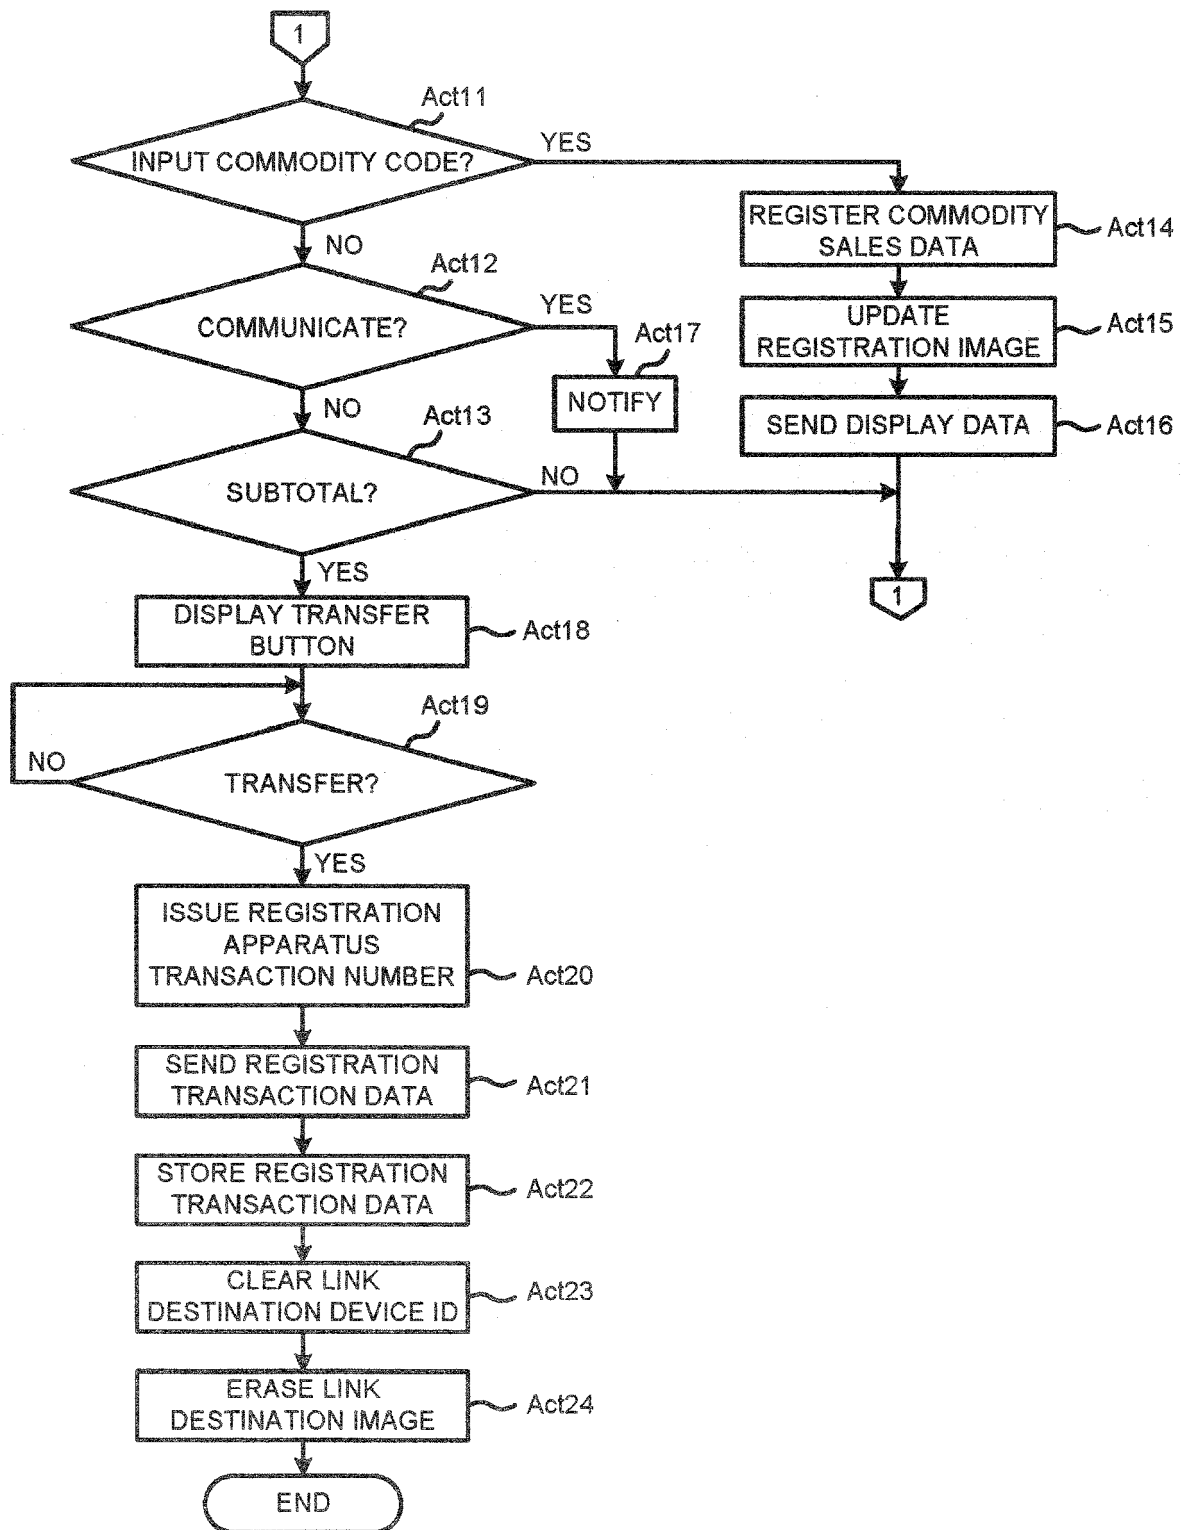 1
Act11
INPUT COMMODITY CODE?
YES
NO
REGISTER COMMODITY
SALES DATA
Act14
Act12
COMMUNICATE?
YES
NO
Act17
NOTIFY
UPDATE
REGISTRATION IMAGE
Act15
SEND DISPLAY DATA
Act16
Act13
SUBTOTAL?
NO
YES
1
DISPLAY TRANSFER
BUTTON
Act18
Act19
TRANSFER?
NO
YES
ISSUE REGISTRATION
APPARATUS
TRANSACTION NUMBER
Act20
SEND REGISTRATION
TRANSACTION DATA
Act21
STORE REGISTRATION
TRANSACTION DATA
Act22
CLEAR LINK
DESTINATION DEVICE ID
Act23
ERASE LINK
DESTINATION IMAGE
Act24
END